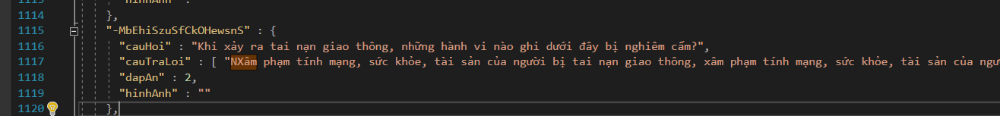 1114 },
1115 "-MbEhiSzuSfCkOHewsnS" : {
1116 "cauHoi" : "Khi xảy ra tai nạn giao thông, những hành vi nào ghi dưới đây bị nghiêm cấm?",
1117 "cauTraLoi" : [ "NXâm phạm tính mạng, sức khỏe, tài sản của người bị tai nạn giao thông, xâm phạm tính mạng, sức khỏe, tài sản của ngư
1118 "dapAn" : 2,
1119 "hinhAnh" : ""
1120 },